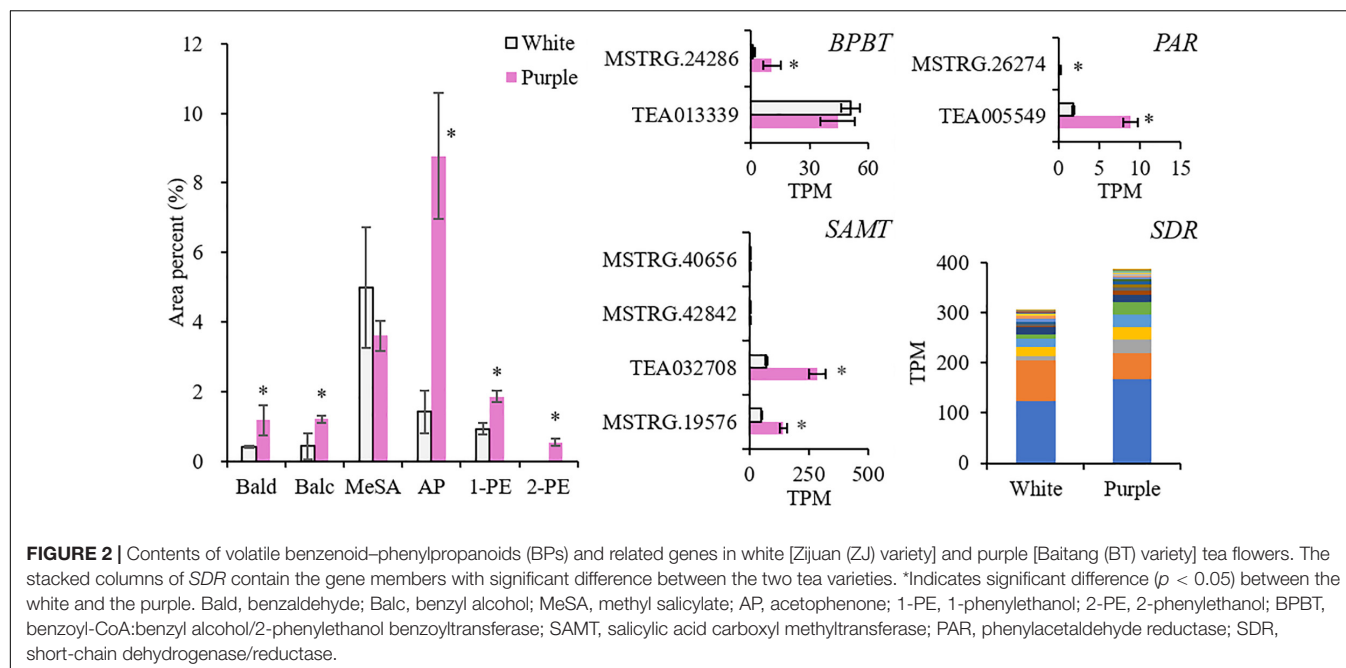 12
10
8
6
4
2
0
Area percent (%)
White
Purple
*
*
*
*
*
Bald Balc MeSA AP 1-PE 2-PE
BPBT
MSTRG.24286
*
TEA013339
0 30 60
TPM
PAR
MSTRG.26274
*
TEA005549
*
0 5 10 15
TPM
SAMT
MSTRG.40656
MSTRG.42842
TEA032708
*
MSTRG.19576
*
0 250 500
TPM
SDR
400
300
200
100
0
TPM
White Purple
FIGURE 2 | Contents of volatile benzenoid–phenylpropanoids (BPs) and related genes in white [Zijuan (ZJ) variety] and purple [Baitang (BT) variety] tea flowers. The
stacked columns of SDR contain the gene members with significant difference between the two tea varieties. *Indicates significant difference (p < 0.05) between the
white and the purple. Bald, benzaldehyde; Balc, benzyl alcohol; MeSA, methyl salicylate; AP, acetophenone; 1-PE, 1-phenylethanol; 2-PE, 2-phenylethanol; BPBT,
benzoyl-CoA:benzyl alcohol/2-phenylethanol benzoyltransferase; SAMT, salicylic acid carboxyl methyltransferase; PAR, phenylacetaldehyde reductase; SDR,
short-chain dehydrogenase/reductase.